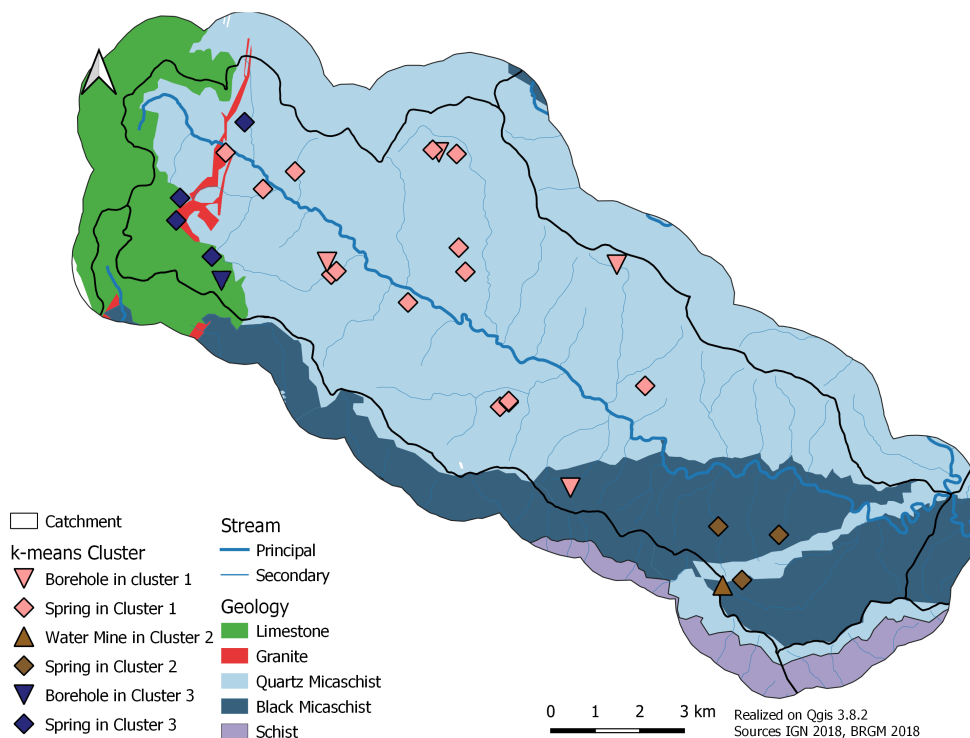 Catchment
k-means Cluster
Borehole in cluster 1
Spring in Cluster 1
Water Mine in Cluster 2
Spring in Cluster 2
Borehole in Cluster 3
Spring in Cluster 3
Stream
Principal
Secondary
Geology
Limestone
Granite
Quartz Micaschist
Black Micaschist
Schist
0 1 2 3 km
Realized on Qgis 3.8.2
Sources IGN 2018, BRGM 2018